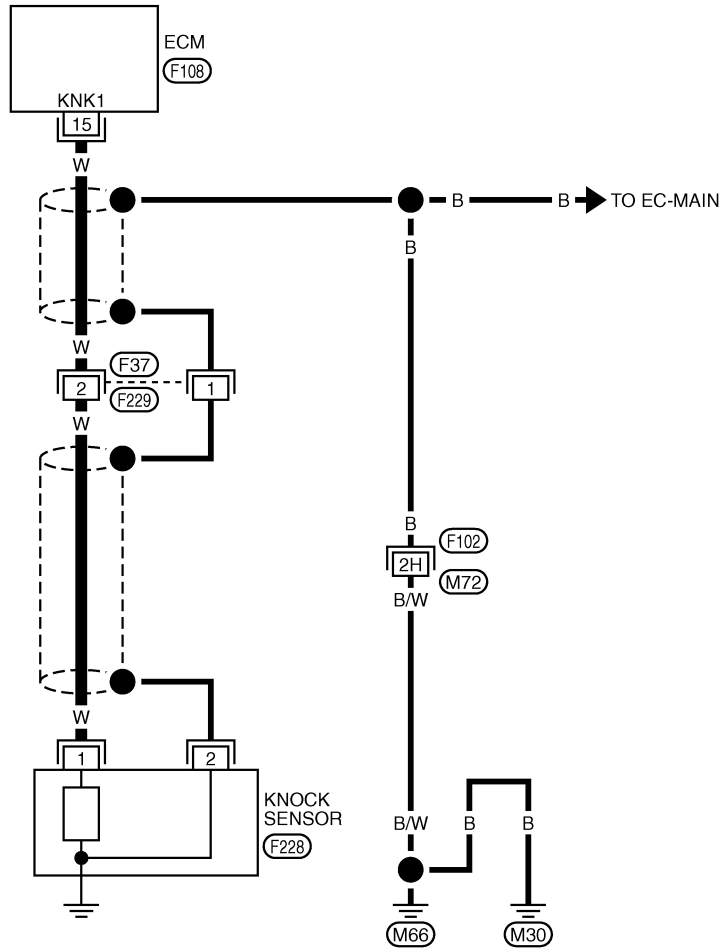 ECM
F108
KNK1
15
W
B
B
TO EC-MAIN
B
W
F37
2
1
F229
W
B
F102
2H
M72
B/W
W
1
2
KNOCK
SENSOR
F228
B/W
B
B
M66
M30